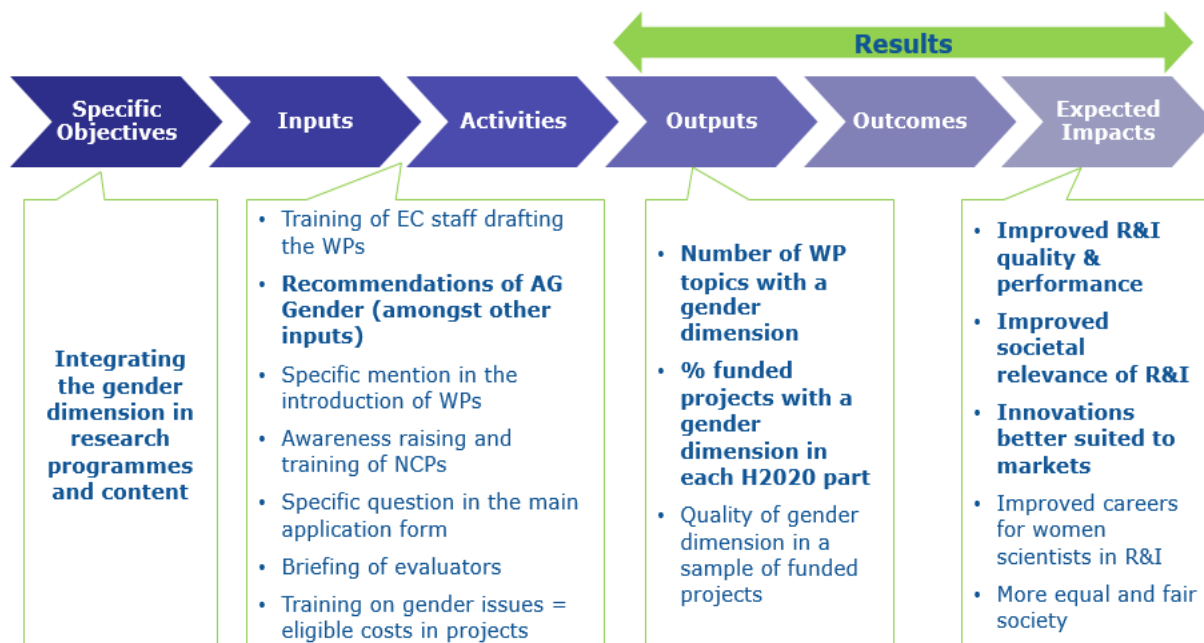 Results
Specific
Objectives
Inputs
Activities
Outputs
Outcomes
Expected
Impacts
Integrating
the gender
dimension in
research
programmes
and content
• Training of EC staff drafting
the WPs
• Recommendations of AG
Gender (amongst other
inputs)
• Specific mention in the
introduction of WPs
• Awareness raising and
training of NCPs
• Specific question in the main
application form
• Briefing of evaluators
• Training on gender issues =
eligible costs in projects
• Number of WP
topics with a
gender
dimension
• % funded
projects with a
gender
dimension in
each H2020 part
• Quality of gender
dimension in a
sample of funded
projects
• Improved R&I
quality &
performance
• Improved
societal
relevance of R&I
• Innovations
better suited to
markets
• Improved careers
for women
scientists in R&I
• More equal and fair
society